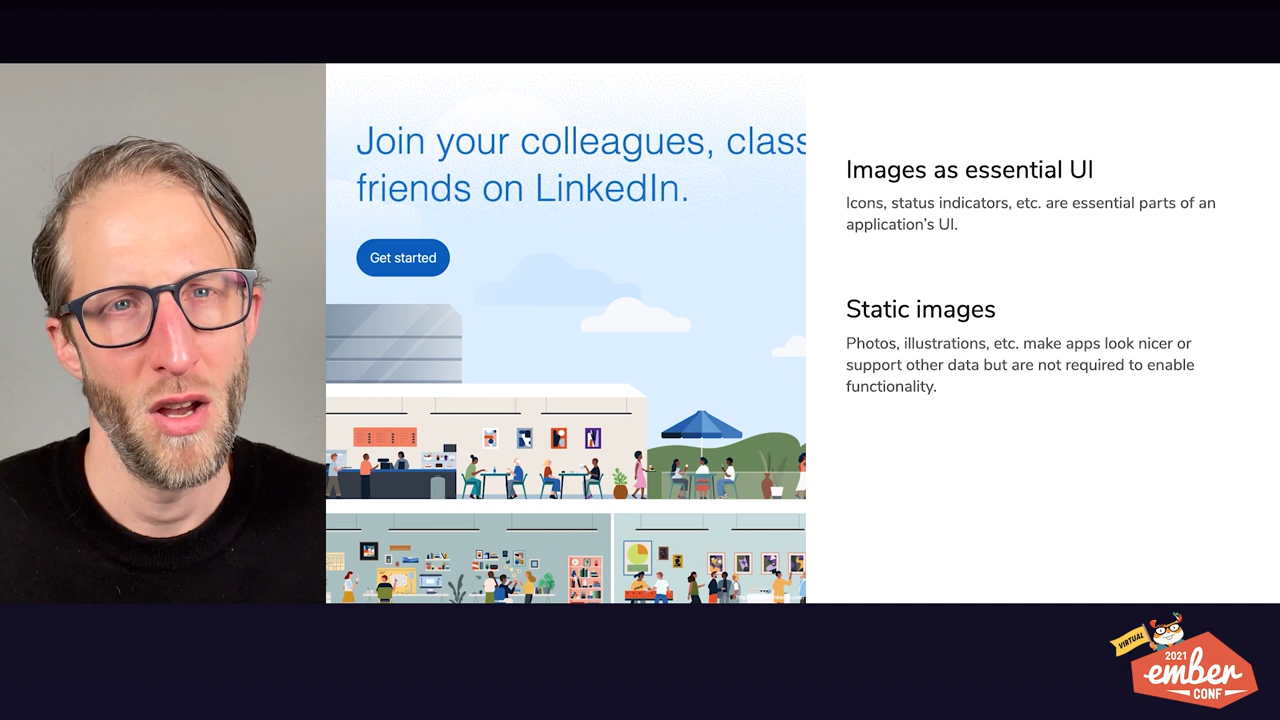 Join your colleagues, class
friends on LinkedIn.
Get started
Images as essential UI
Icons, status indicators, etc. are essential parts of an
application's UI.
Static images
Photos, illustrations, etc. make apps look nicer or
support other data but are not required to enable
functionality.
VIRTUAL
2021
ember
CONF